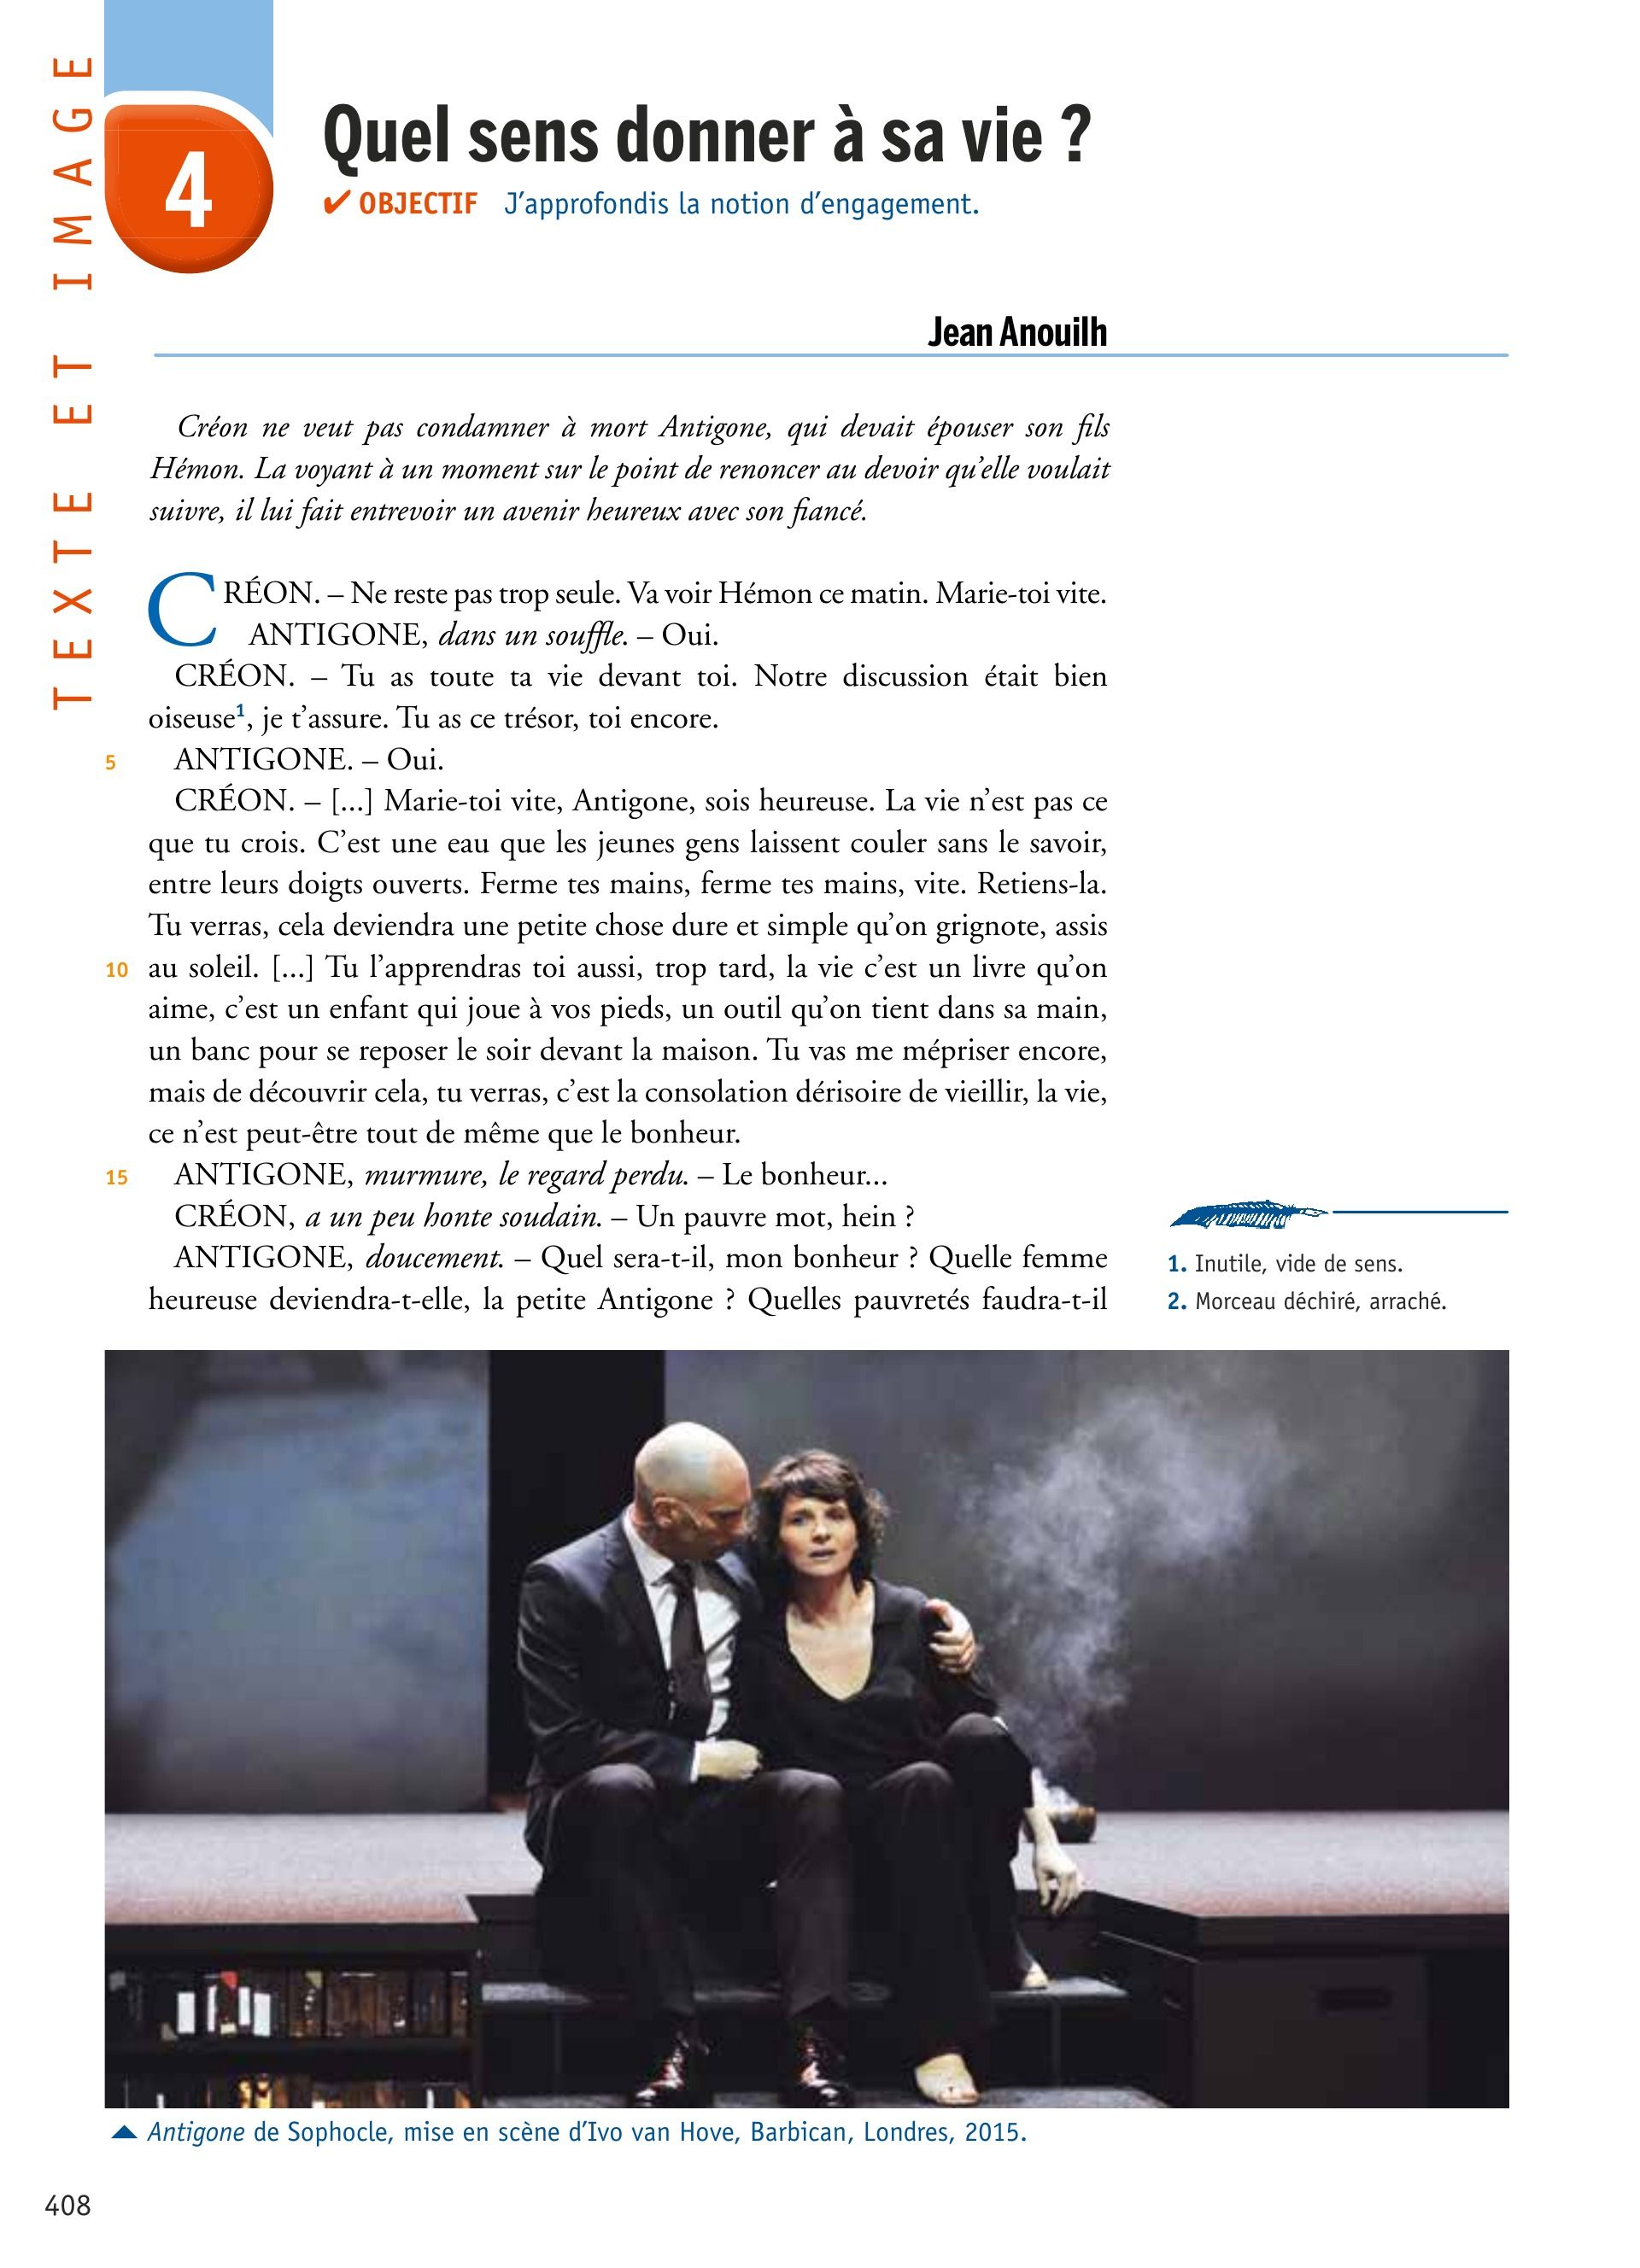 TEXTE ET IMAGE
4
Quel sens donner à sa vie ?
✔ OBJECTIF J'approfondis la notion d'engagement.
Jean Anouilh
Créon ne veut pas condamner à mort Antigone, qui devait épouser son fils
Hémon. La voyant à un moment sur le point de renoncer au devoir qu'elle voulait
suivre, il lui fait entrevoir un avenir heureux avec son fiancé.
CRÉON. – Ne reste pas trop seule. Va voir Hémon ce matin. Marie-toi vite.
ANTIGONE, dans un souffle. – Oui.
CRÉON. – Tu as toute ta vie devant toi. Notre discussion était bien
oiseuse1, je t'assure. Tu as ce trésor, toi encore.
5 ANTIGONE. – Oui.
CRÉON. – [...] Marie-toi vite, Antigone, sois heureuse. La vie n'est pas ce
que tu crois. C'est une eau que les jeunes gens laissent couler sans le savoir,
entre leurs doigts ouverts. Ferme tes mains, ferme tes mains, vite. Retiens-la.
Tu verras, cela deviendra une petite chose dure et simple qu'on grignote, assis
10 au soleil. [...] Tu l'apprendras toi aussi, trop tard, la vie c'est un livre qu'on
aime, c'est un enfant qui joue à vos pieds, un outil qu'on tient dans sa main,
un banc pour se reposer le soir devant la maison. Tu vas me mépriser encore,
mais de découvrir cela, tu verras, c'est la consolation dérisoire de vieillir, la vie,
ce n'est peut-être tout de même que le bonheur.
15 ANTIGONE, murmure, le regard perdu. – Le bonheur...
CRÉON, a un peu honte soudain. – Un pauvre mot, hein ?
ANTIGONE, doucement. – Quel sera-t-il, mon bonheur ? Quelle femme
heureuse deviendra-t-elle, la petite Antigone ? Quelles pauvretés faudra-t-il
1. Inutile, vide de sens.
2. Morceau déchiré, arraché.
Antigone de Sophocle, mise en scène d'Ivo van Hove, Barbican, Londres, 2015.
408